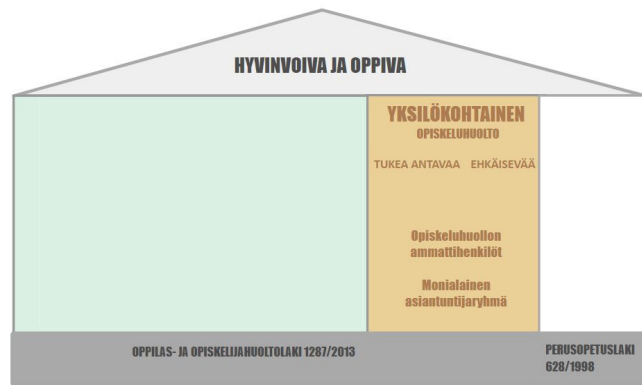 HYVINVOIVA JA OPPIVA
YKSILÖKOHTAINEN
OPISKELUHUOLTO
TUKEA ANTAVAA EHKÄISEVÄÄ
Opiskeluhuollon
ammattihenkilöt
Monialainen
asiantuntijaryhmä
OPPILAS- JA OPISKELIJAHUOLTOLAKI 1287/2013
PERUSOPETUSLAKI
628/1998